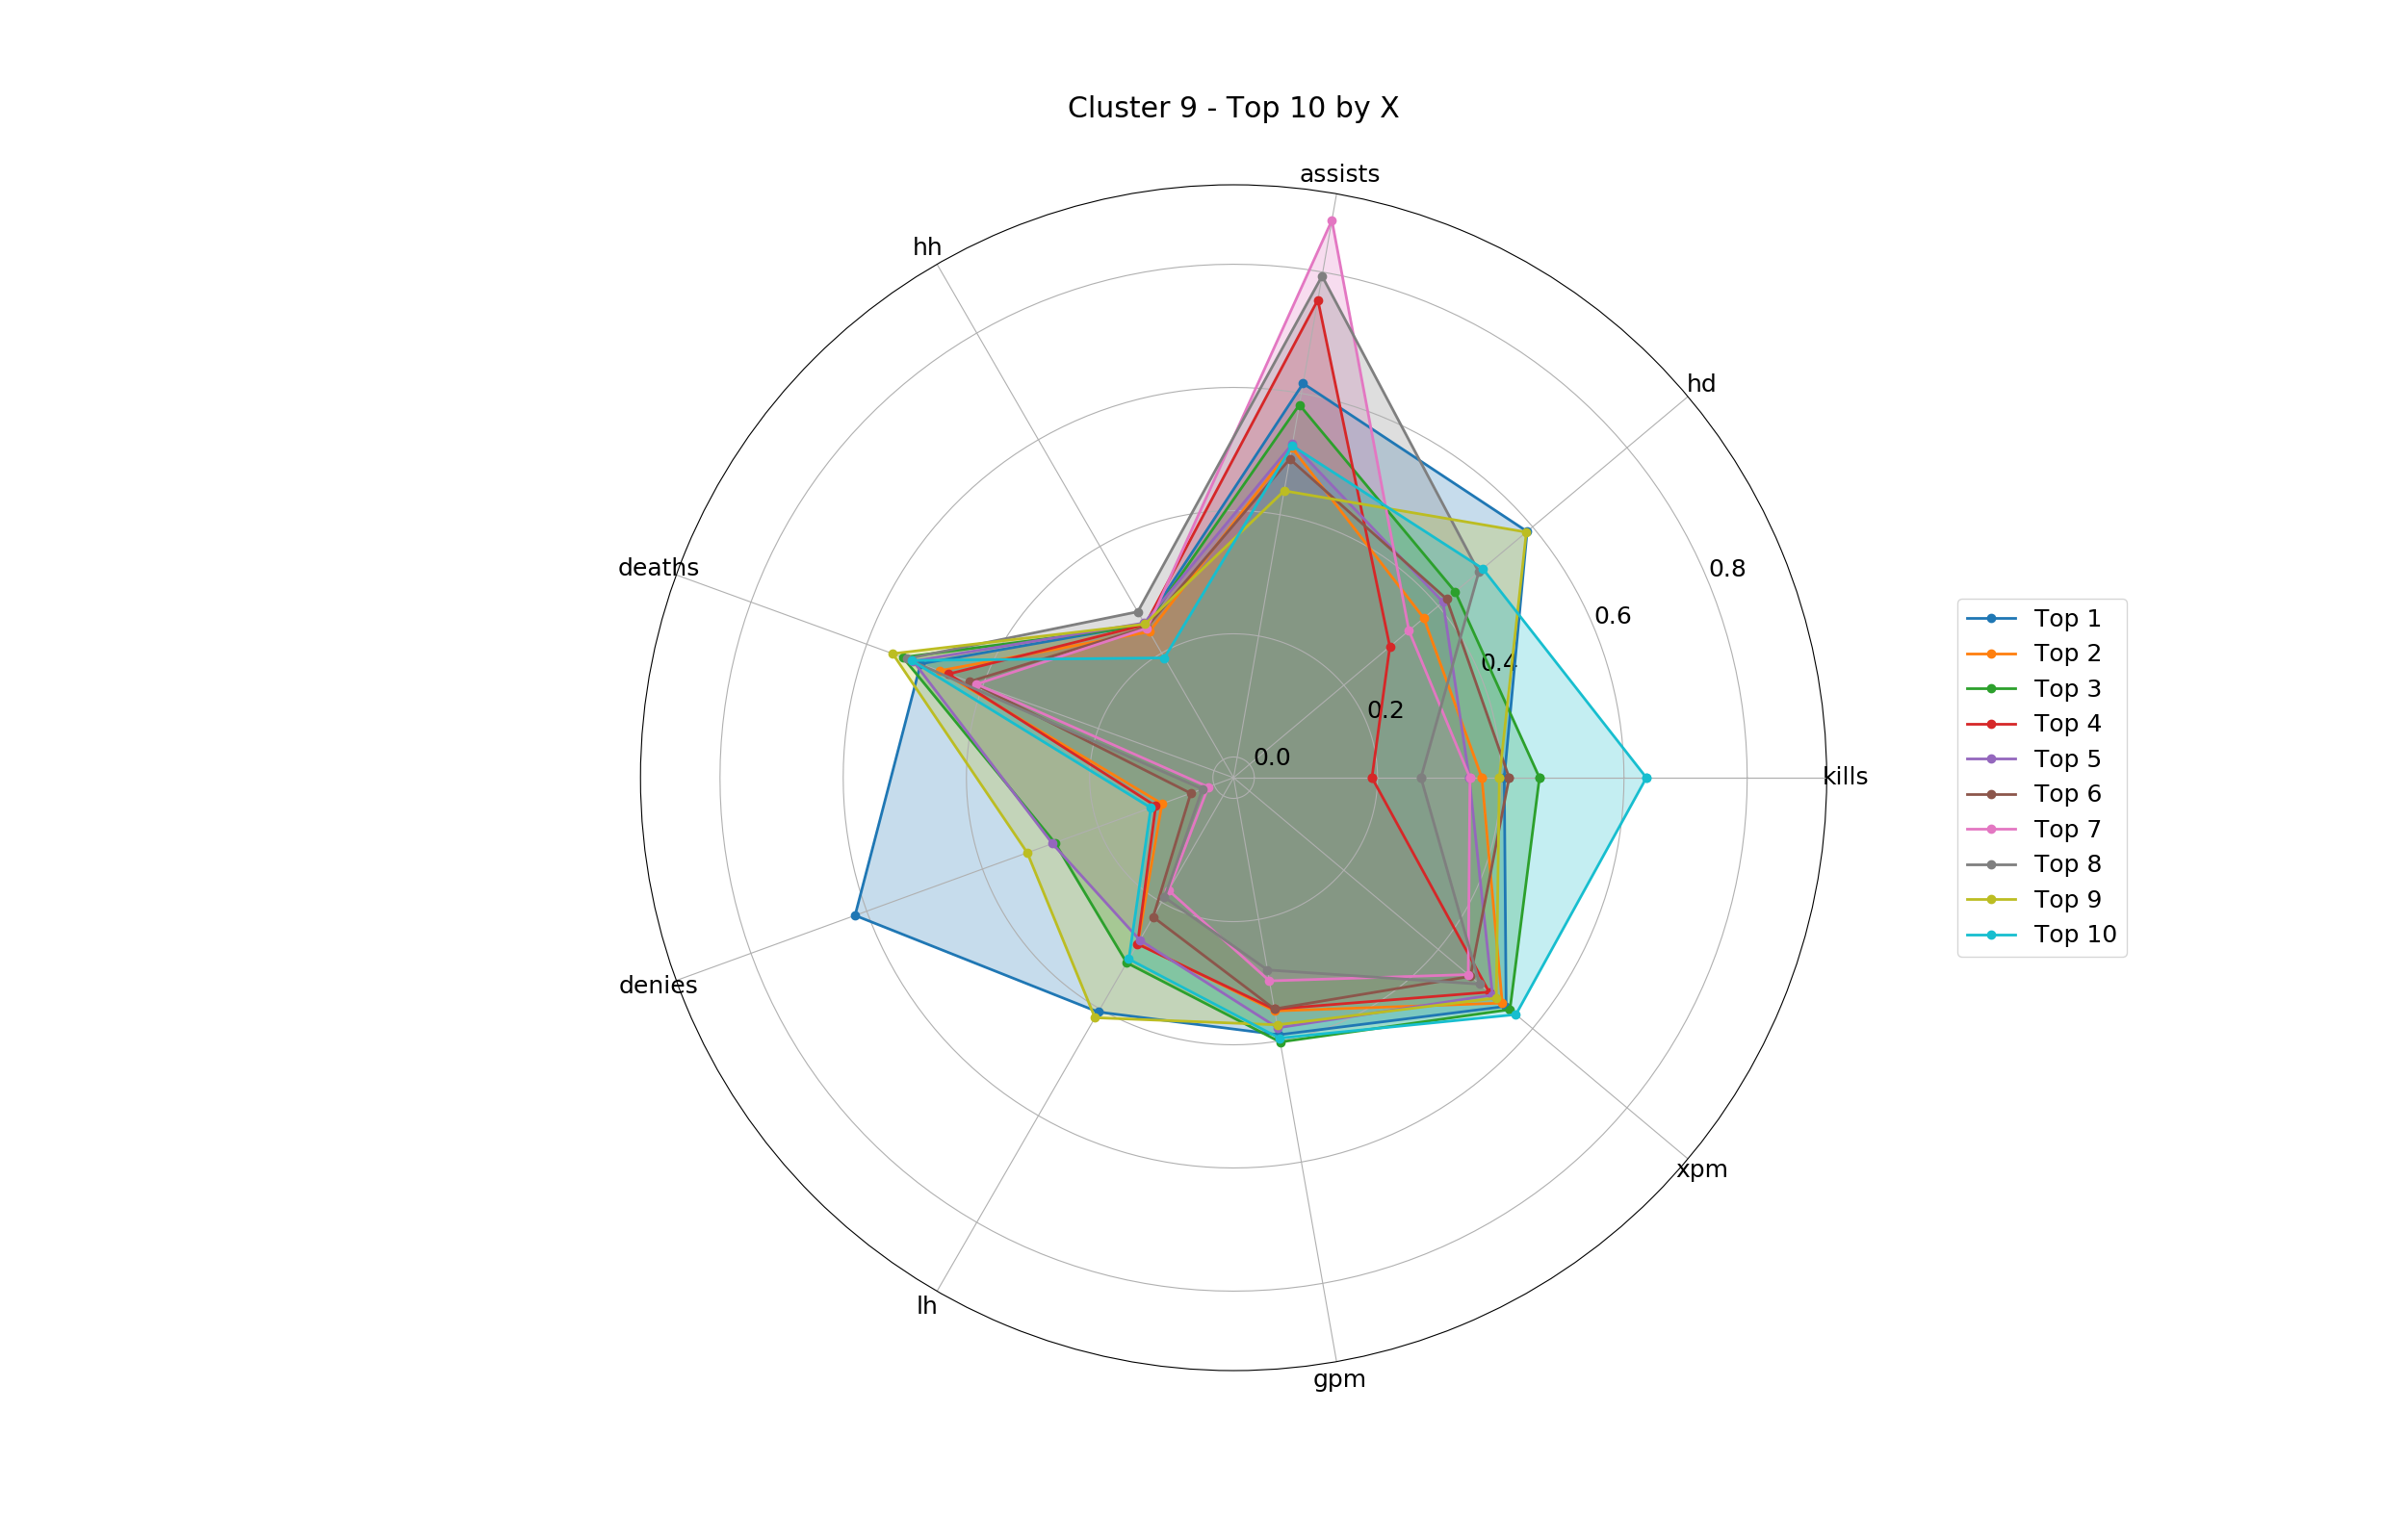 Cluster 9 - Top 10 by X
assists
hh
hd
deaths
0.8
0.6
0.4
0.2
0.0
kills
denies
xpm
lh
gpm
Top 1
Top 2
Top 3
Top 4
Top 5
Top 6
Top 7
Top 8
Top 9
Top 10